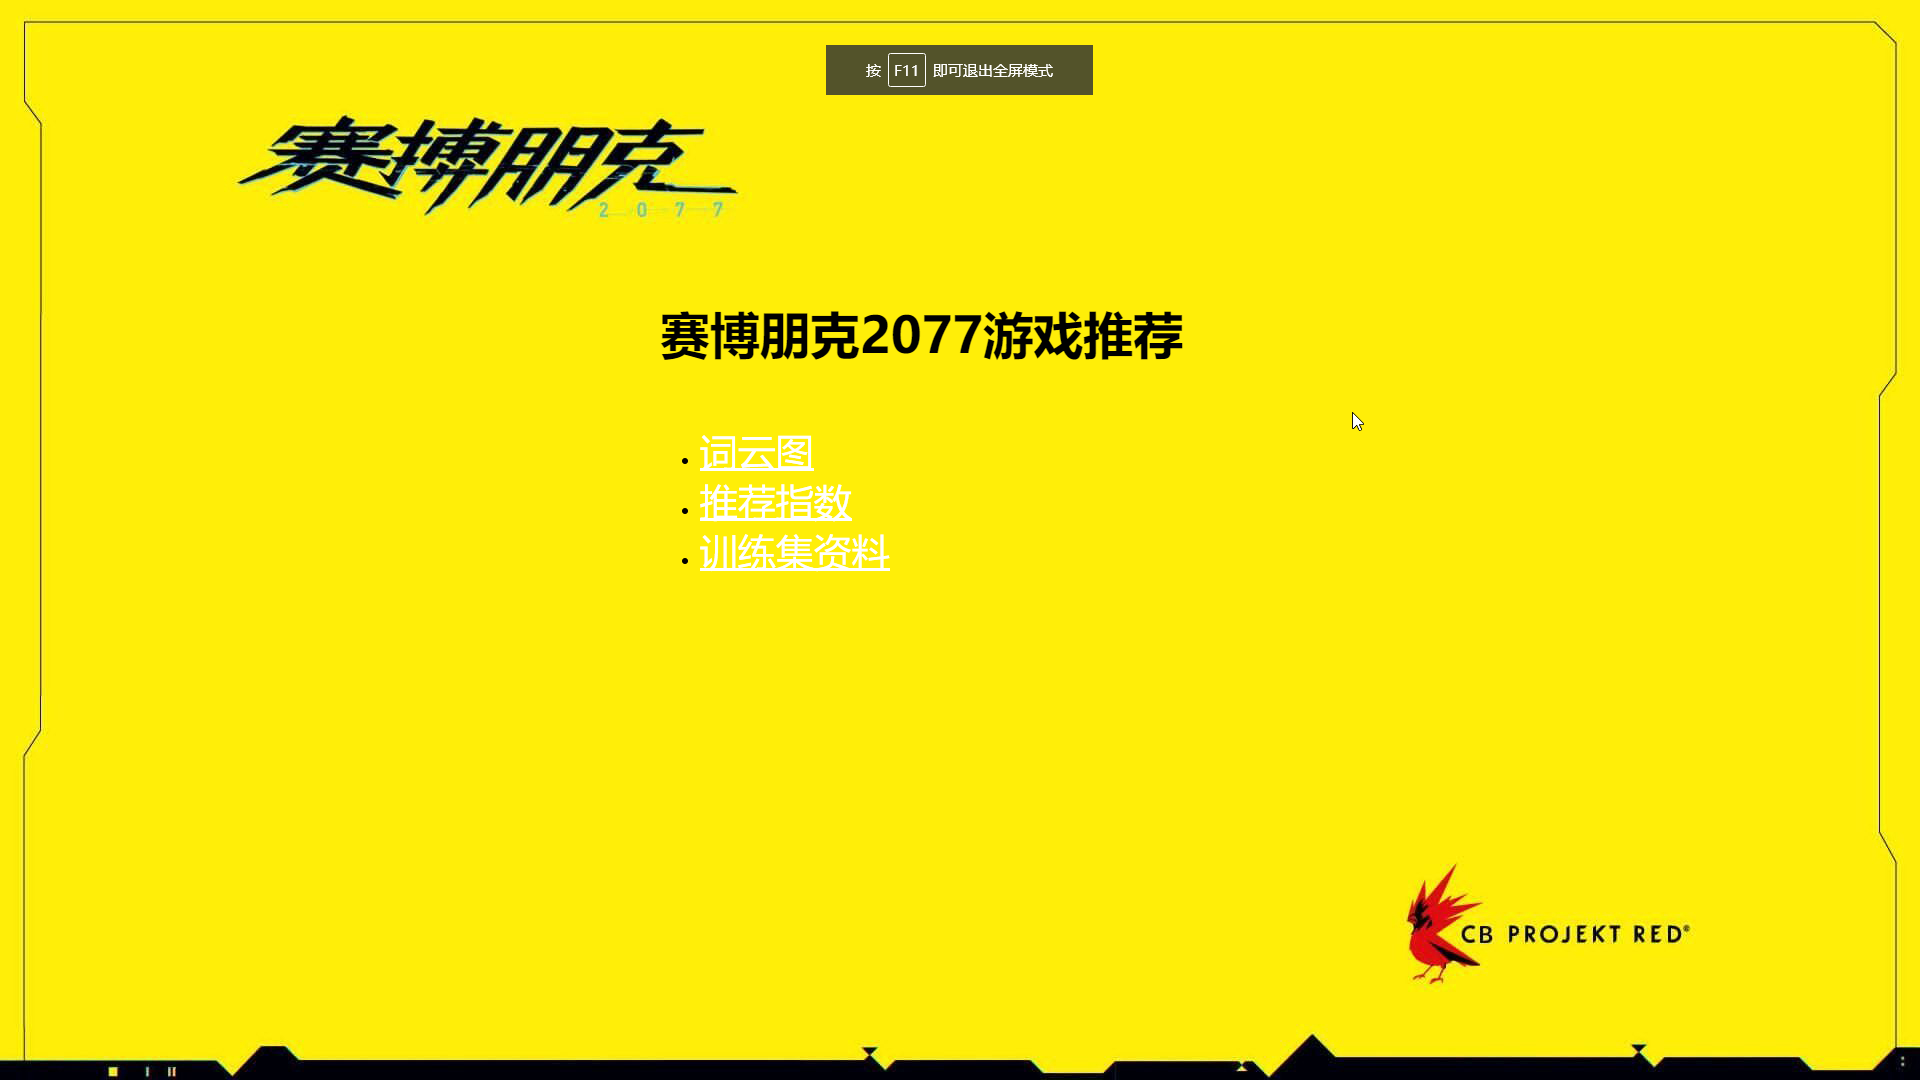 按 F11 即可退出全屏模式
赛博朋克
2077
赛博朋克2077游戏推荐
词云图
推荐指数
训练集资料
CB PROJEKT RED®